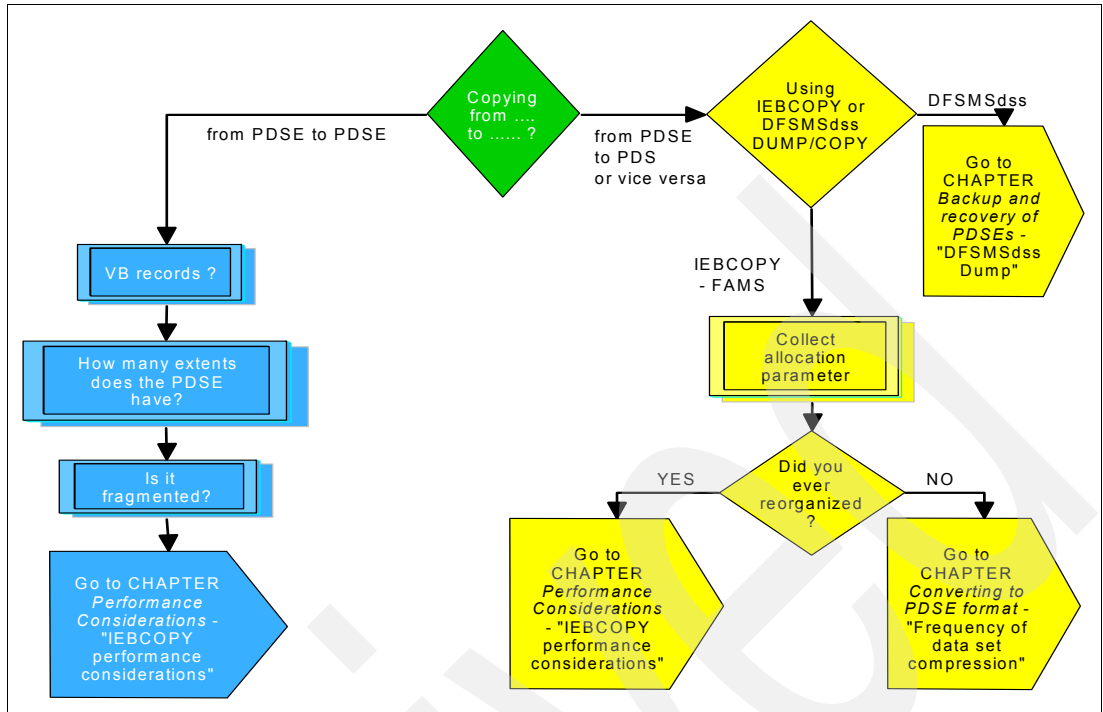 Copying
from ....
to ...... ?
from PDSE to PDSE
from PDSE
to PDS
or vice versa
Using
IEBCOPY or
DFSMSdss
DUMP/COPY
DFSMSdss
Go to
CHAPTER
Backup and
recovery of
PDSEs -
"DFSMSdss
Dump"
VB records ?
How many extents
does the PDSE
have?
Is it
fragmented?
Go to CHAPTER
Performance
Considerations -
"IEBCOPY
performance
considerations"
IEBCOPY
- FAMS
Collect
allocation
parameter
Did you
ever
reorganized
?
YES
NO
Go to
CHAPTER
Performance
Considerations
- "IEBCOPY
performance
considerations"
Go to
CHAPTER
Converting to
PDSE format -
"Frequency of
data set
compression"